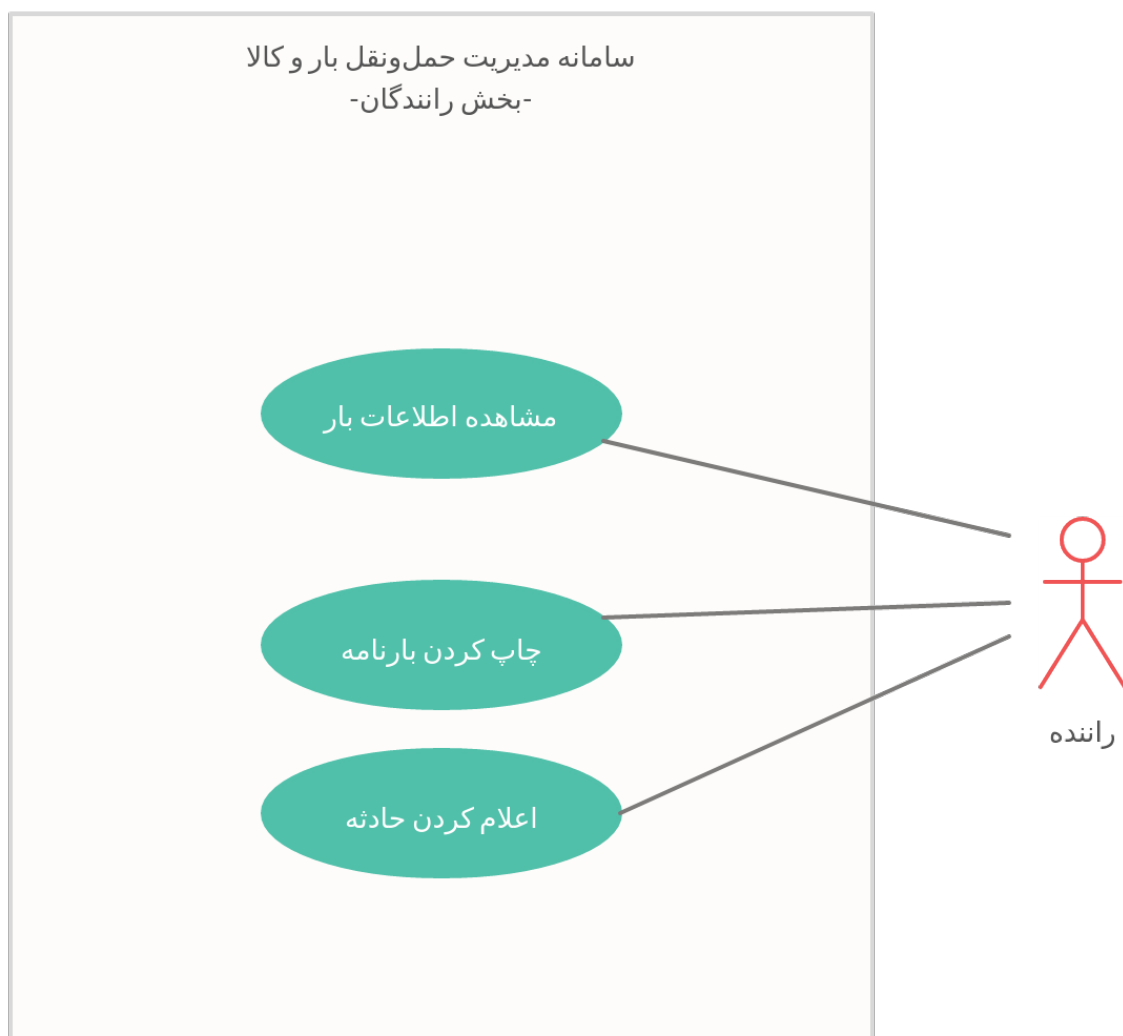 سامانه مدیریت حمل‌ونقل بار و کالا
-بخش رانندگان-
مشاهده اطلاعات بار
چاپ کردن بارنامه
راننده
اعلام کردن حادثه